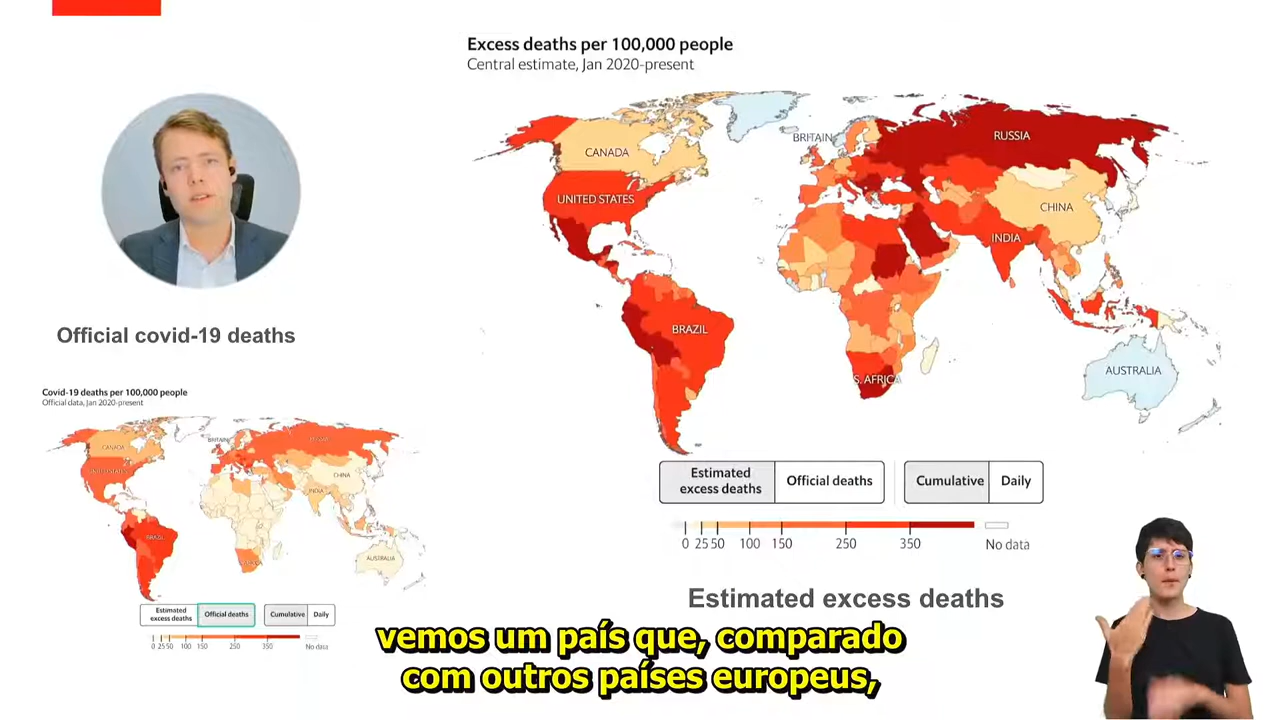 Excess deaths per 100,000 people
Central estimate, Jan 2020-present
BRITAIN
RUSSIA
CANADA
UNITED STATES
CHINA
INDIA
BRAZIL
S. AFRICA
AUSTRALIA
Estimated excess deaths
Official deaths
Cumulative
Daily
0 25 50 100 150 250 350
No data
Estimated excess deaths
Official covid-19 deaths
Covid-19 deaths per 100,000 people
Official data, Jan 2020-present
BRITAIN
RUSSIA
CANADA
UNITED STATES
CHINA
INDIA
BRAZIL
AUSTRALIA
Estimated excess deaths
Official deaths
Cumulative
Daily
0 25 50 100 150 250 350
No data
vemos um país que, comparado
com outros países europeus,